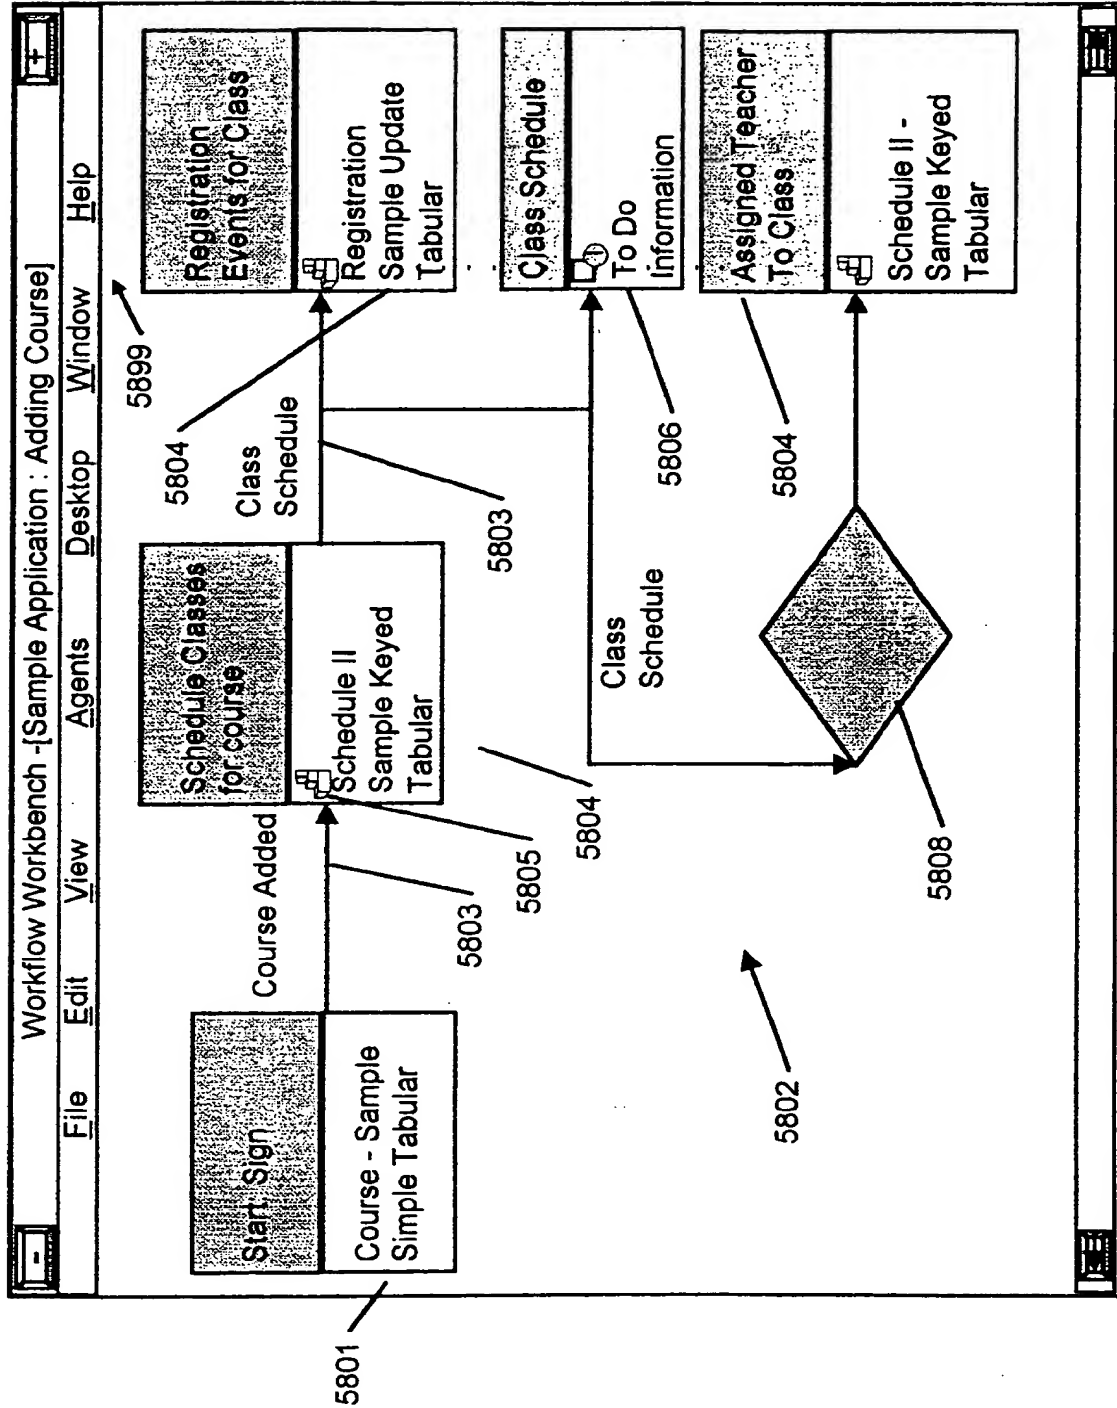 Workflow Workbench -[Sample Application : Adding Course]
File Edit View Agents Desktop Window Help
5899
Start: Sign
Course - Sample
Simple Tabular
5801
Course Added
5803
Schedule Classes
for course
Schedule II
Sample Keyed
Tabular
5805
5804
Class
Schedule
5803
5804
Registration
Events for Class
Registration
Sample Update
Tabular
Class Schedule
To Do
Information
5806
Class
Schedule
5808
5804
Assigned Teacher
To Class
Schedule II -
Sample Keyed
Tabular
5802